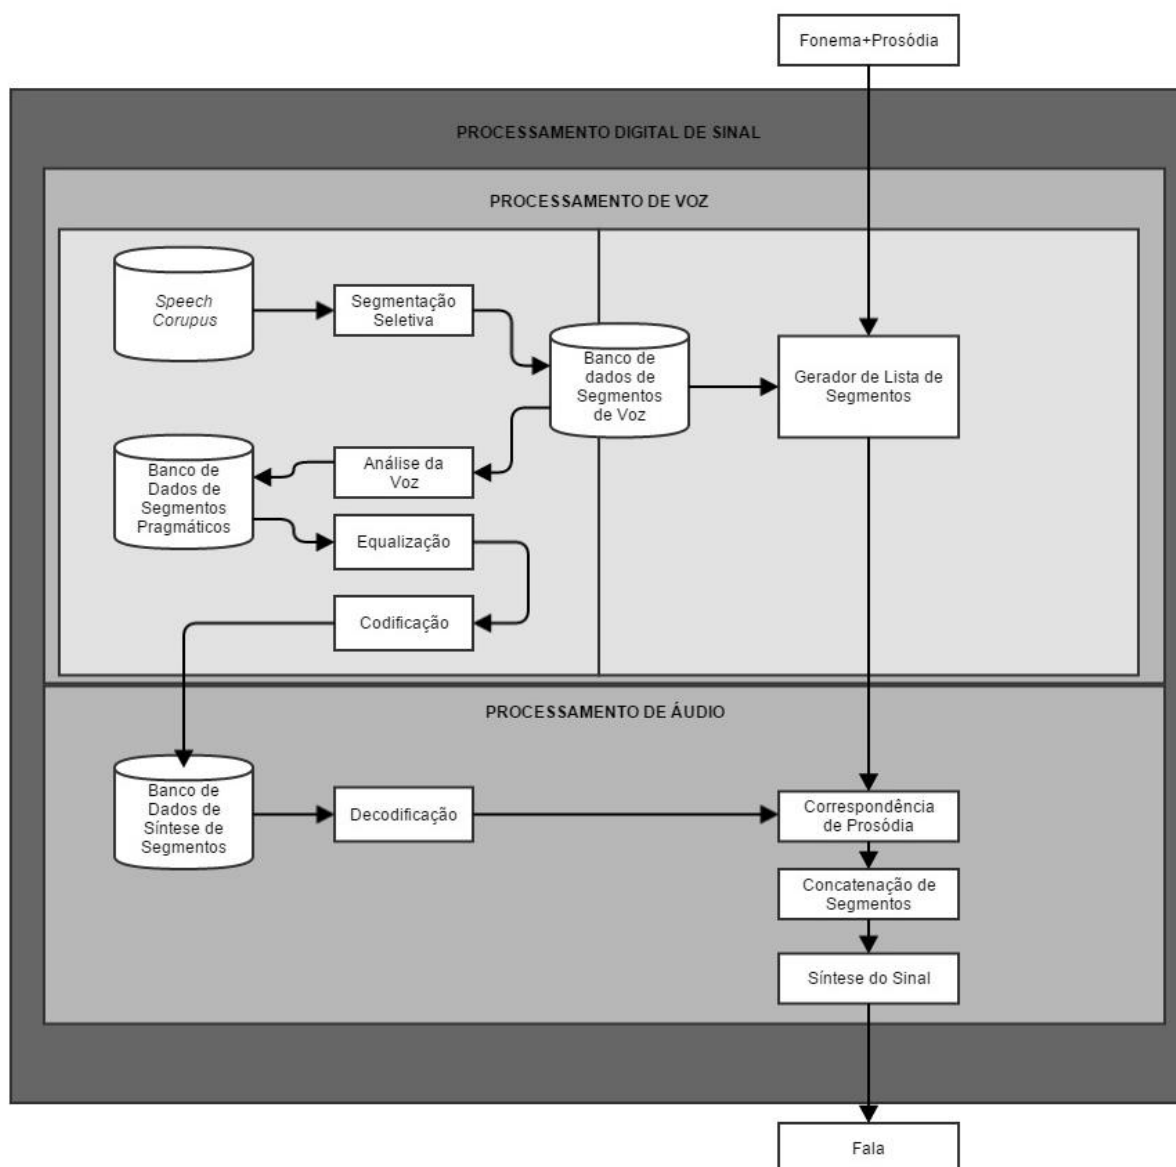 Fonema+Prosódia
PROCESSAMENTO DIGITAL DE SINAL
PROCESSAMENTO DE VOZ
Speech
Corupus
Segmentação
Seletiva
Banco de
dados de
Segmentos
de Voz
Gerador de Lista de
Segmentos
Banco de
Dados de
Segmentos
Pragmáticos
Análise da
Voz
Equalização
Codificação
PROCESSAMENTO DE ÁUDIO
Banco de
Dados de
Síntese de
Segmentos
Decodificação
Correspondência
de Prosódia
Concatenação de
Segmentos
Síntese do Sinal
Fala